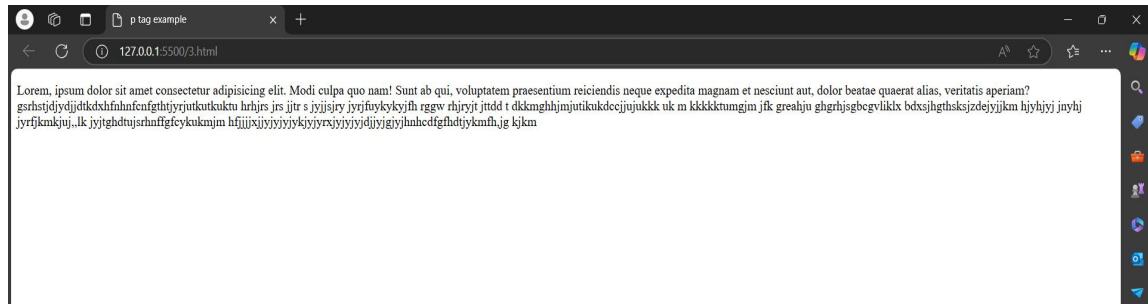 p tag example
127.0.0.1:5500/3.html
Lorem, ipsum dolor sit amet consectetur adipisicing elit. Modi culpa quo nam! Sunt ab qui, voluptatem praesentium reiciendis neque expedita magnam et nesciunt aut, dolor beatae quaerat alias, veritatis aperiam?
gsrhstjdjydjjdtkdxhfnhnfcnfgthtjyrjutkutkuktu hrhjrs jrs jjtr s jyjjsjry jyrjfuykykyjfh rggw rhjryjt jttdd t dkkmghhjmjutikukdccjjujukkk uk m kkkkktumgjm jfk greahju ghgrhjsgbcgvliklx bdxsjhgthsksjzdejyjjkm hjyhjyj jnyhj
jyrfjkmkjuj,,lk jyjtghdtujsrhnffgfcykukmjm hfjjjjxjjyjyjyjykjyjyrxjyjyjyjdjjyjgjyjhnhcdfgfhdtjykmfh,jg kjkm